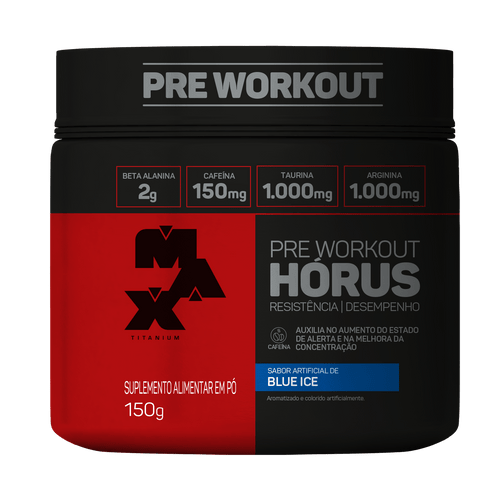 PRE WORKOUT
BETA ALANINA
2g
CAFEÍNA
150mg
TAURINA
1.000mg
ARGININA
1.000mg
MAX
TITANIUM
SUPLEMENTO ALIMENTAR EM PÓ
150g
PRE WORKOUT
HÓRUS
RESISTÊNCIA | DESEMPENHO
CAFEÍNA
AUXILIA NO AUMENTO DO ESTADO
DE ALERTA E NA MELHORA DA
CONCENTRAÇÃO
SABOR ARTIFICIAL DE
BLUE ICE
Aromatizado e colorido artificialmente.